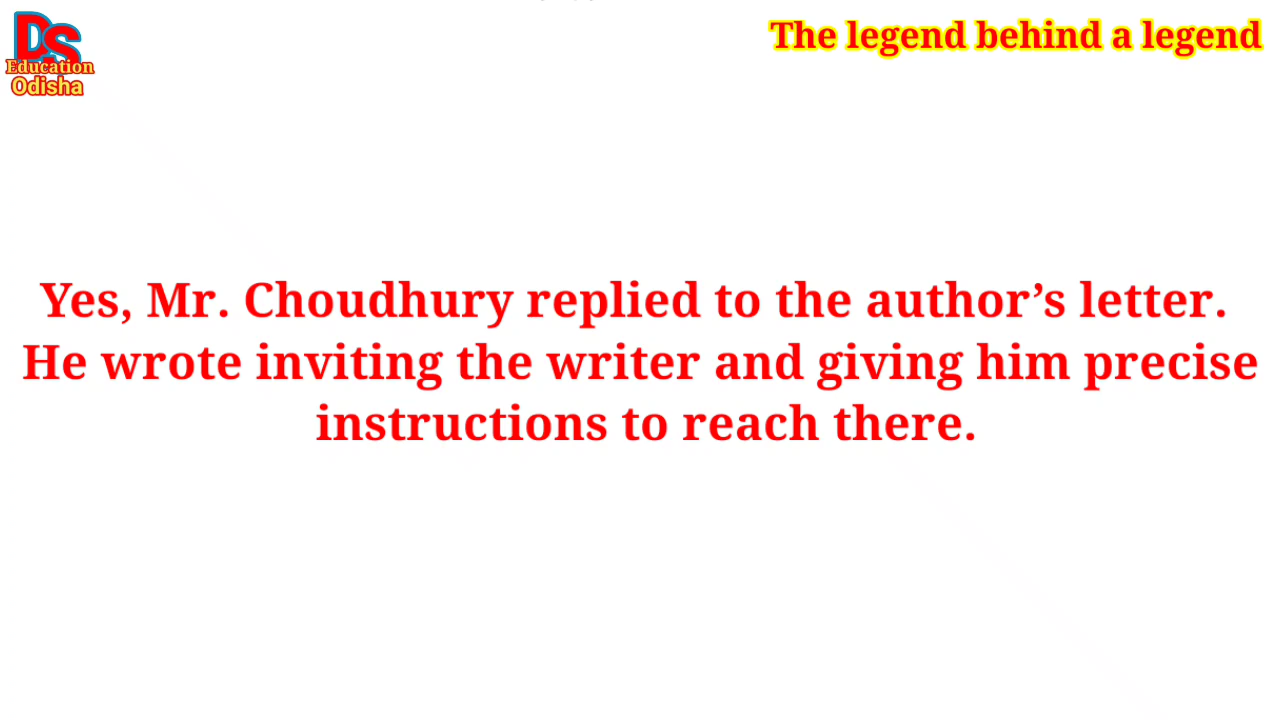 DS
Education
Odisha
The legend behind a legend
Yes, Mr. Choudhury replied to the author’s letter.
He wrote inviting the writer and giving him precise
instructions to reach there.